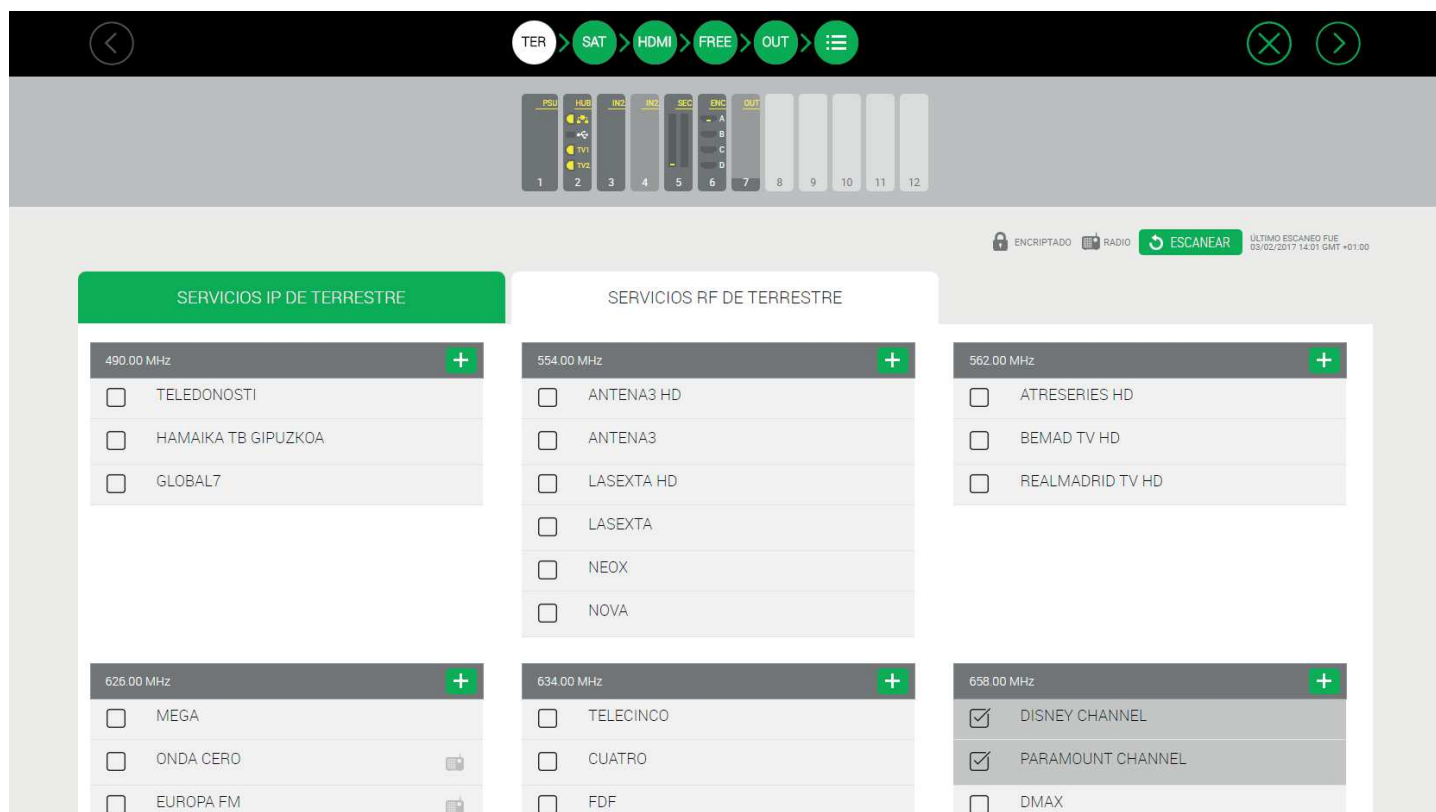 TER > SAT > HDMI > FREE > OUT >
PSU HUB IN2 IN2 SEC ENC OUT
A
B
TV1 C
TV2 D
1 2 3 4 5 6 7 8 9 10 11 12
ENCRIPTADO RADIO ESCANEAR ÚLTIMO ESCANEO FUE
03/02/2017 14:01 GMT +01:00
SERVICIOS IP DE TERRESTRE SERVICIOS RF DE TERRESTRE
490.00 MHz +
TELEDONOSTI
HAMAIKA TB GIPUZKOA
GLOBAL7
554.00 MHz +
ANTENA3 HD
ANTENA3
LASEXTA HD
LASEXTA
NEOX
NOVA
562.00 MHz +
ATRESERIES HD
BEMAD TV HD
REALMADRID TV HD
626.00 MHz +
MEGA
ONDA CERO
EUROPA FM
634.00 MHz +
TELECINCO
CUATRO
FDF
658.00 MHz +
DISNEY CHANNEL
PARAMOUNT CHANNEL
DMAX